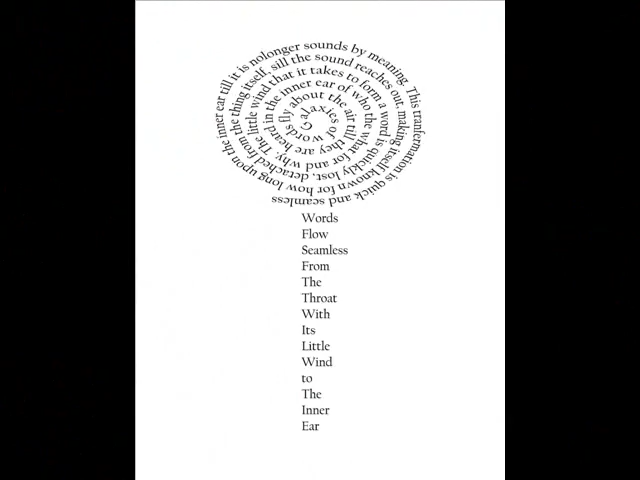 Galaxies of words fly about the air till they are heard in the inner ear of who the what for and why. The little wind that it takes to form a word is quickly lost, detached from the thing itself, sill the sound reaches out, making itself known for how long upon the inner ear till it is nolonger sounds by meaning. This tranfermation is quick and seamless
Words
Flow
Seamless
From
The
Throat
With
Its
Little
Wind
to
The
Inner
Ear